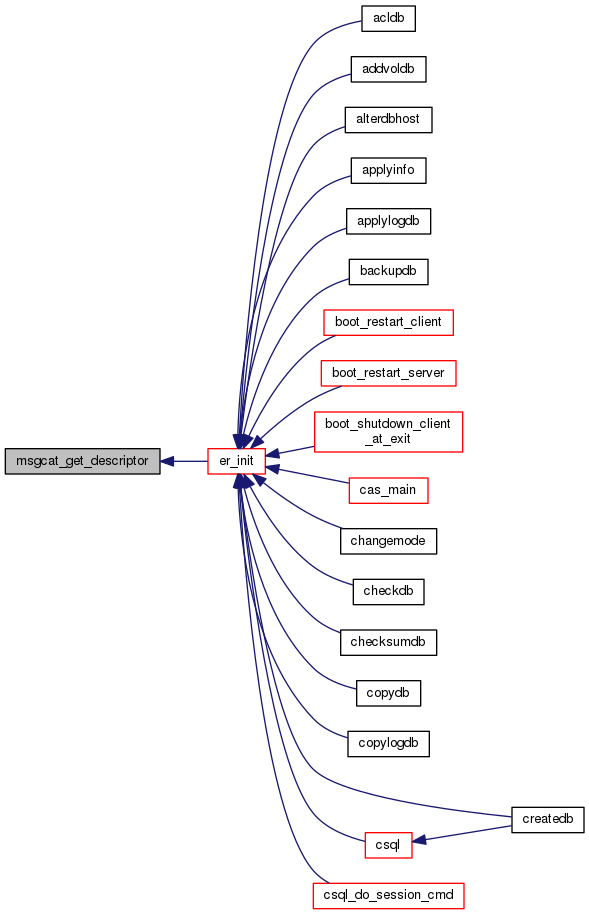 acldb
addvoldb
alterdbhost
applyinfo
applylogdb
backupdb
boot_restart_client
boot_restart_server
boot_shutdown_client
_at_exit
msgcat_get_descriptor
er_init
cas_main
changemode
checkdb
checksumdb
copydb
copylogdb
createdb
csql
csql_do_session_cmd